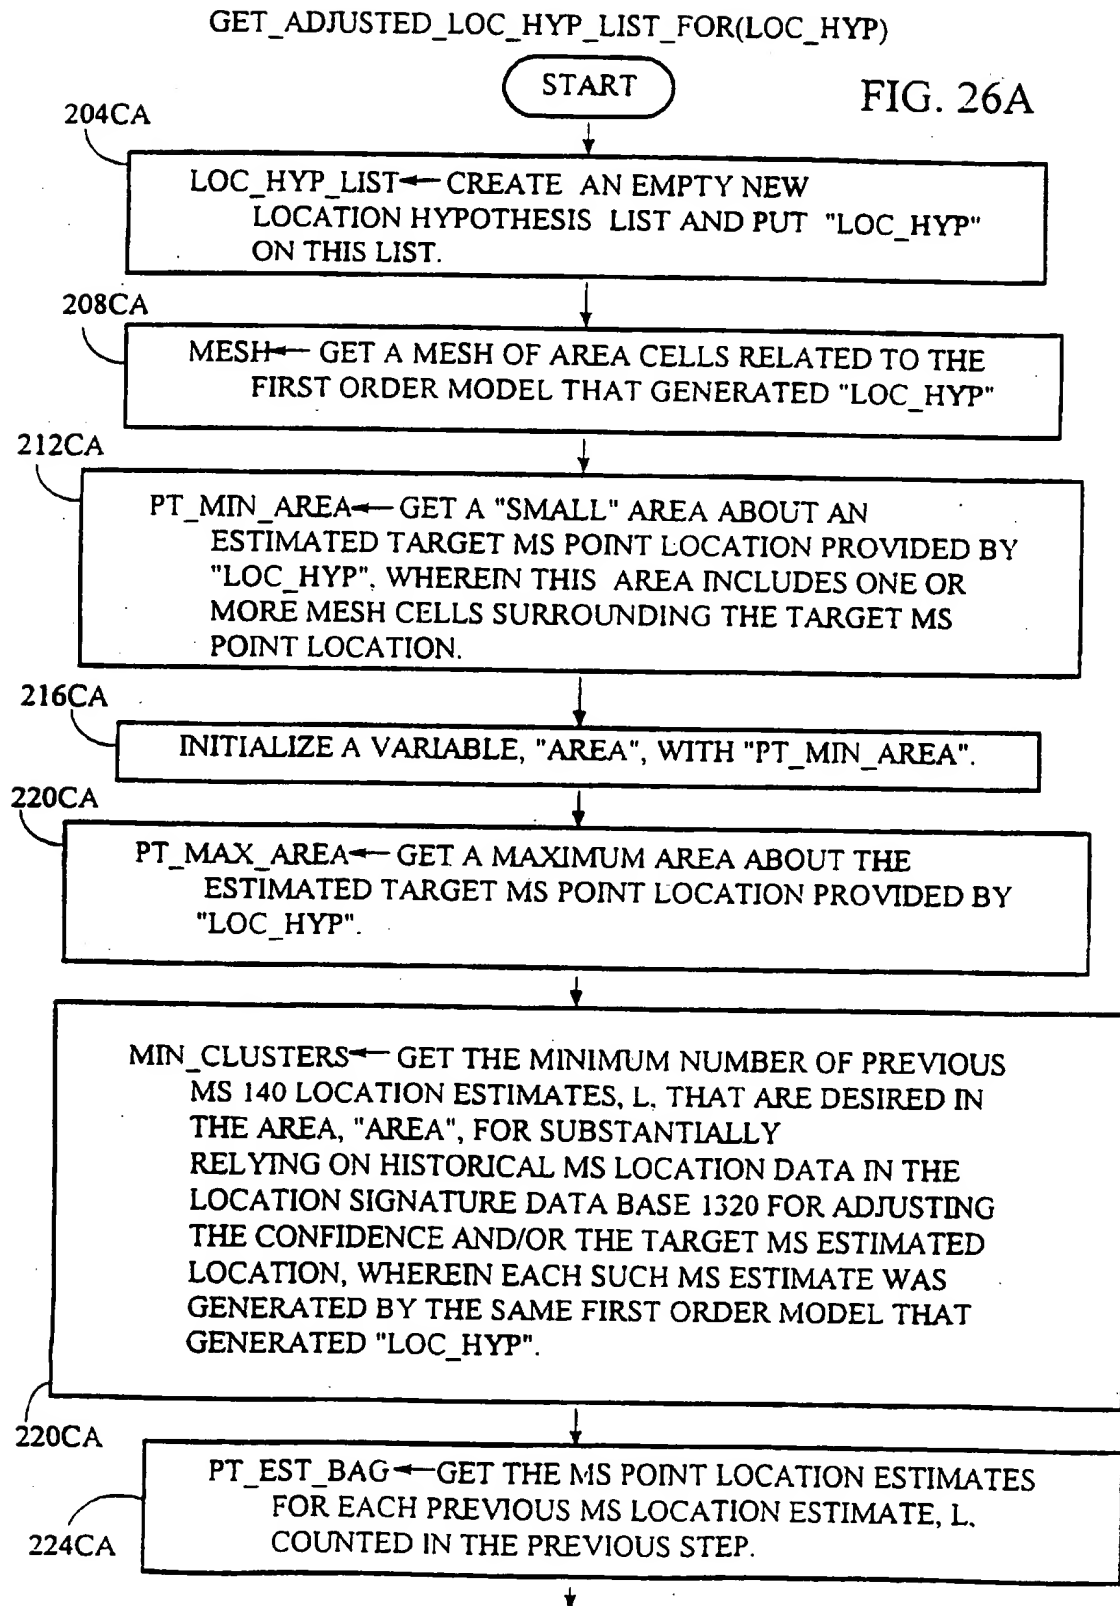 GET_ADJUSTED_LOC_HYP_LIST_FOR(LOC_HYP)
START
FIG. 26A
204CA
LOC_HYP_LIST← CREATE AN EMPTY NEW
LOCATION HYPOTHESIS LIST AND PUT "LOC_HYP"
ON THIS LIST.
208CA
MESH← GET A MESH OF AREA CELLS RELATED TO THE
FIRST ORDER MODEL THAT GENERATED "LOC_HYP"
212CA
PT_MIN_AREA← GET A "SMALL" AREA ABOUT AN
ESTIMATED TARGET MS POINT LOCATION PROVIDED BY
"LOC_HYP", WHEREIN THIS AREA INCLUDES ONE OR
MORE MESH CELLS SURROUNDING THE TARGET MS
POINT LOCATION.
216CA
INITIALIZE A VARIABLE, "AREA", WITH "PT_MIN_AREA".
220CA
PT_MAX_AREA← GET A MAXIMUM AREA ABOUT THE
ESTIMATED TARGET MS POINT LOCATION PROVIDED BY
"LOC_HYP".
MIN_CLUSTERS← GET THE MINIMUM NUMBER OF PREVIOUS
MS 140 LOCATION ESTIMATES, L, THAT ARE DESIRED IN
THE AREA, "AREA", FOR SUBSTANTIALLY
RELYING ON HISTORICAL MS LOCATION DATA IN THE
LOCATION SIGNATURE DATA BASE 1320 FOR ADJUSTING
THE CONFIDENCE AND/OR THE TARGET MS ESTIMATED
LOCATION, WHEREIN EACH SUCH MS ESTIMATE WAS
GENERATED BY THE SAME FIRST ORDER MODEL THAT
GENERATED "LOC_HYP".
220CA
PT_EST_BAG←GET THE MS POINT LOCATION ESTIMATES
FOR EACH PREVIOUS MS LOCATION ESTIMATE, L,
COUNTED IN THE PREVIOUS STEP.
224CA